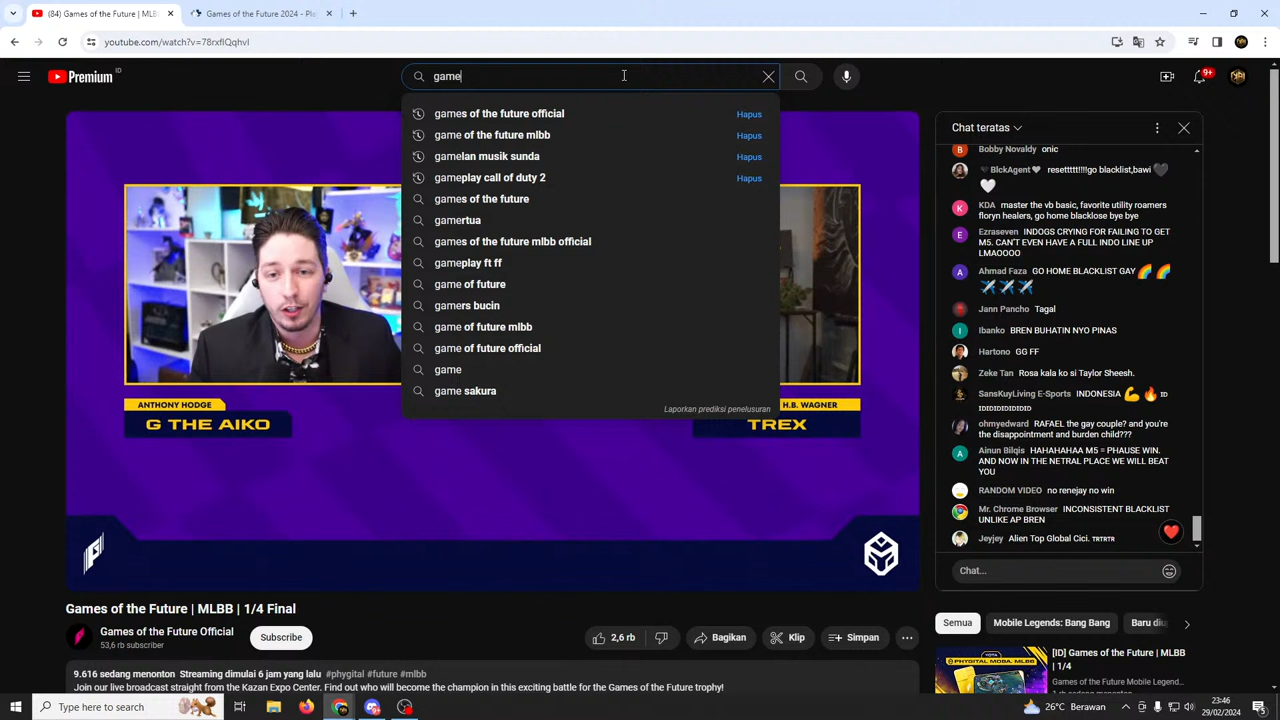 (84) Games of the Future | MLBB
Games of the Future 2024 - Ple
youtube.com/watch?v=78rxflQqhvI
Premium ID
game
9+
games of the future official Hapus
game of the future mlbb Hapus
gamelan musik sunda Hapus
gameplay call of duty 2 Hapus
games of the future
gamertua
games of the future mlbb official
gameplay ft ff
game of future
gamers bucin
game of future mlbb
game of future official
game
game sakura
Laporkan prediksi penelusuran
ANTHONY HODGE
G THE AIKO
H.B. WAGNER
TREX
Chat teratas
Bobby Novaldy onic
BlckAgent resettttt!!!!go blacklist,bawi🖤
🤍
KDA master the vb basic, favorite utility roamers
floryn healers, go home blacklose bye bye
Ezraseven INDOGS CRYING FOR FAILING TO GET
M5. CAN'T EVEN HAVE A FULL INDO LINE UP
LMAOOOO
Ahmad Faza GO HOME BLACKLIST GAY🌈🌈
✈️✈️✈️
Jann Pancho Tagal
Ibanko BREN BUHATIN NYO PINAS
Hartono GG FF
Zeke Tan Rosa kala ko si Taylor Sheesh.
SansKuyLiving E-Sports INDONESIA 💪🔥 ID
IDIDIDIDIDIDID
ohmyedward RAFAEL the gay couple? and you're
the disappointment and burden child???
Ainun Bilqis HAHAHAHAA M5 = PHAUSE WIN.
AND NOW IN THE NETRAL PLACE WE WILL BEAT
YOU
RANDOM VIDEO no renejay no win
Mr. Chrome Browser INCONSISTENT BLACKLIST
UNLIKE AP BREN
Jeyjey Alien Top Global Cici. TRTRTR
Chat...
Games of the Future | MLBB | 1/4 Final
Games of the Future Official
53,6 rb subscriber
Subscribe
2,6 rb
Bagikan
Klip
Simpan
9.616 sedang menonton Streaming dimulai 6 jam yang lalu #phygital #future #mlbb
Join our live broadcast straight from the Kazan Expo Center. Find out who will become the champion in this exciting battle for the Games of the Future trophy!
Semua
Mobile Legends: Bang Bang
Baru diu
YOTA
PHYGITAL MOBA. MLBB
[ID] Games of the Future | MLBB
| 1/4
Games of the Future Mobile Legend...
Type here to search
26°C Berawan
23:46
29/02/2024
5